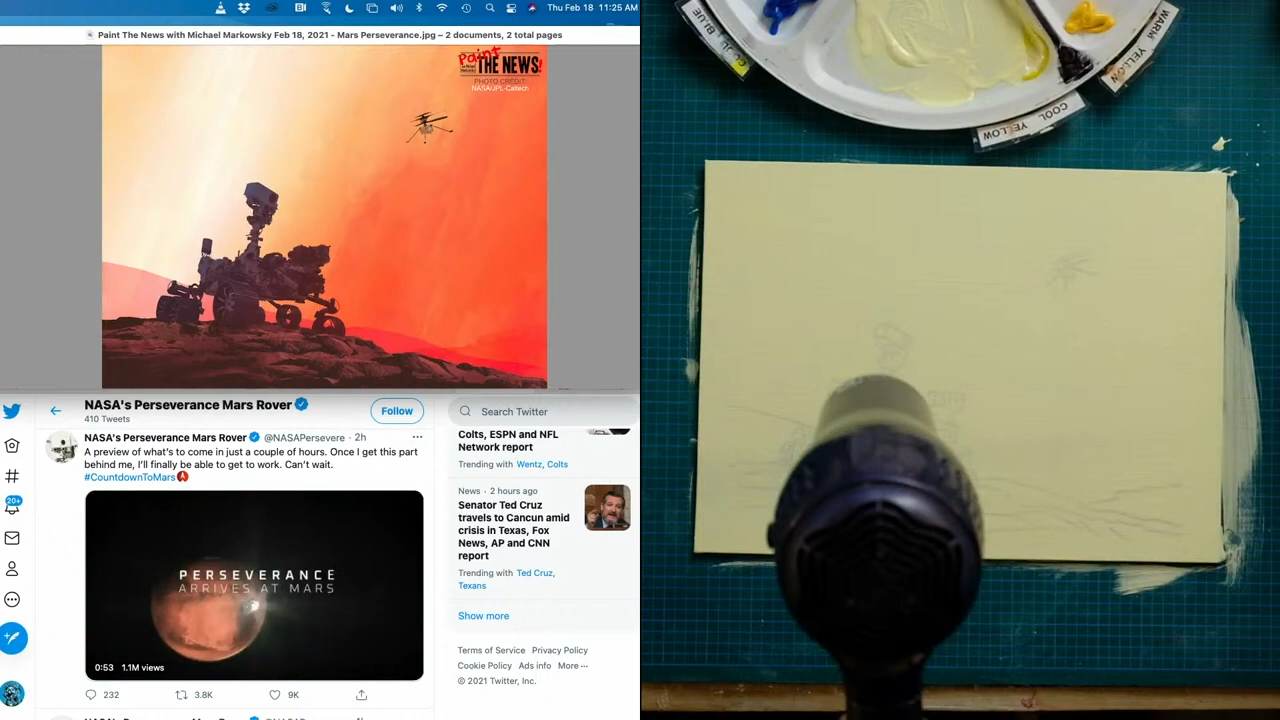 Thu Feb 18 11:25 AM
Paint The News with Michael Markowsky Feb 18, 2021 - Mars Perseverance.jpg – 2 documents, 2 total pages
Paint
THE NEWS!
PHOTO CREDIT
NASA/JPL-Caltech
NASA's Perseverance Mars Rover
410 Tweets
Follow
Search Twitter
NASA's Perseverance Mars Rover @NASAPersevere · 2h
A preview of what's to come in just a couple of hours. Once I get this part
behind me, I'll finally be able to get to work. Can't wait.
#CountdownToMars
PERSEVERANCE
ARRIVES AT MARS
0:53 1.1M views
232 3.8K 9K
20+
Colts, ESPN and NFL
Network report
Trending with Wentz, Colts
News · 2 hours ago
Senator Ted Cruz
travels to Cancun amid
crisis in Texas, Fox
News, AP and CNN
report
Trending with Ted Cruz,
Texans
Show more
Terms of Service Privacy Policy
Cookie Policy Ads info More ···
© 2021 Twitter, Inc.
COOL BLUE
WARM
YELLOW
COOL
YELLOW